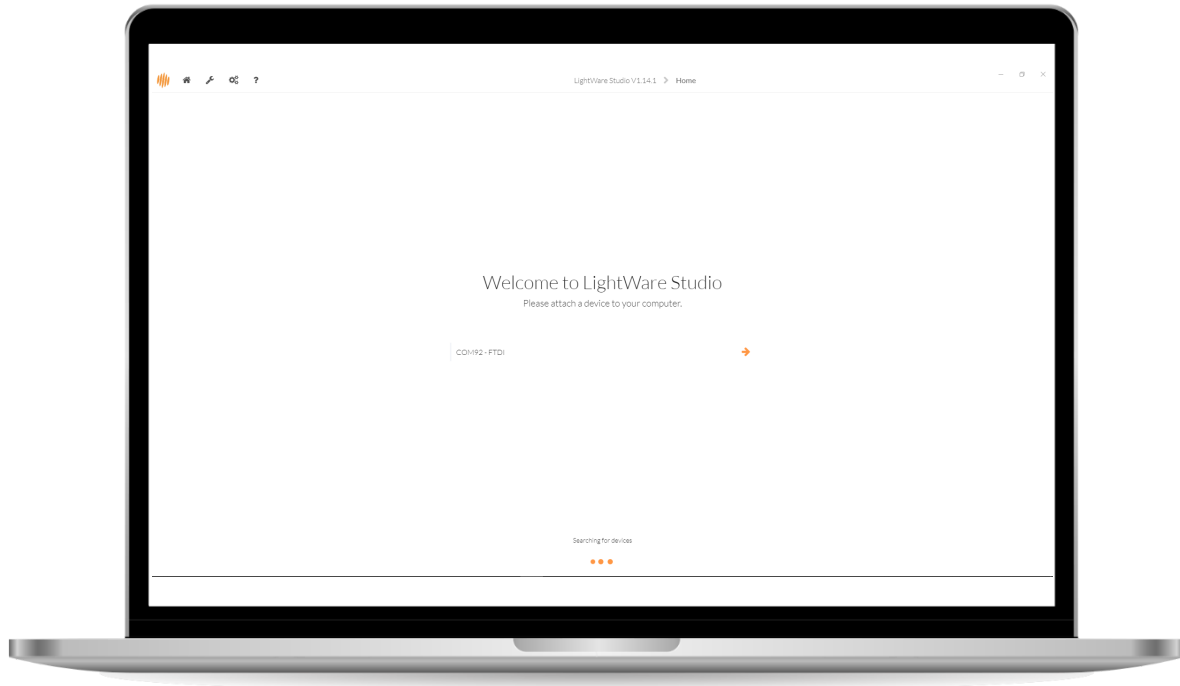 ? LightWare Studio V1.14.1 > Home
Welcome to LightWare Studio
Please attach a device to your computer.
COM92 - FTDI
Searching for devices